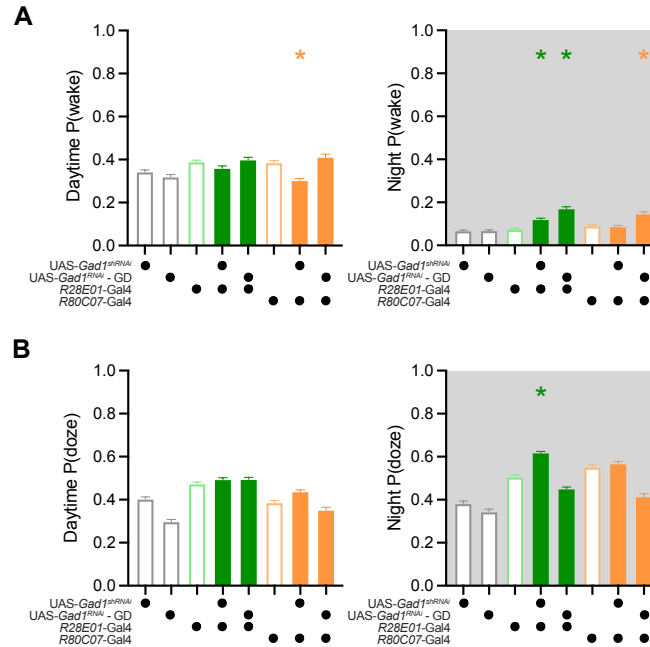 A
Daytime P(wake)
1.0
0.8
0.6
0.4
0.2
0.0
*
UAS-Gad1shRNAi
UAS-Gad1RNAi - GD
R28E01-Gal4
R80C07-Gal4
Night P(wake)
1.0
0.8
0.6
0.4
0.2
0.0
* * *
UAS-Gad1shRNAi
UAS-Gad1RNAi - GD
R28E01-Gal4
R80C07-Gal4
B
Daytime P(doze)
1.0
0.8
0.6
0.4
0.2
0.0
UAS-Gad1shRNAi
UAS-Gad1RNAi - GD
R28E01-Gal4
R80C07-Gal4
Night P(doze)
1.0
0.8
0.6
0.4
0.2
0.0
*
UAS-Gad1shRNAi
UAS-Gad1RNAi - GD
R28E01-Gal4
R80C07-Gal4